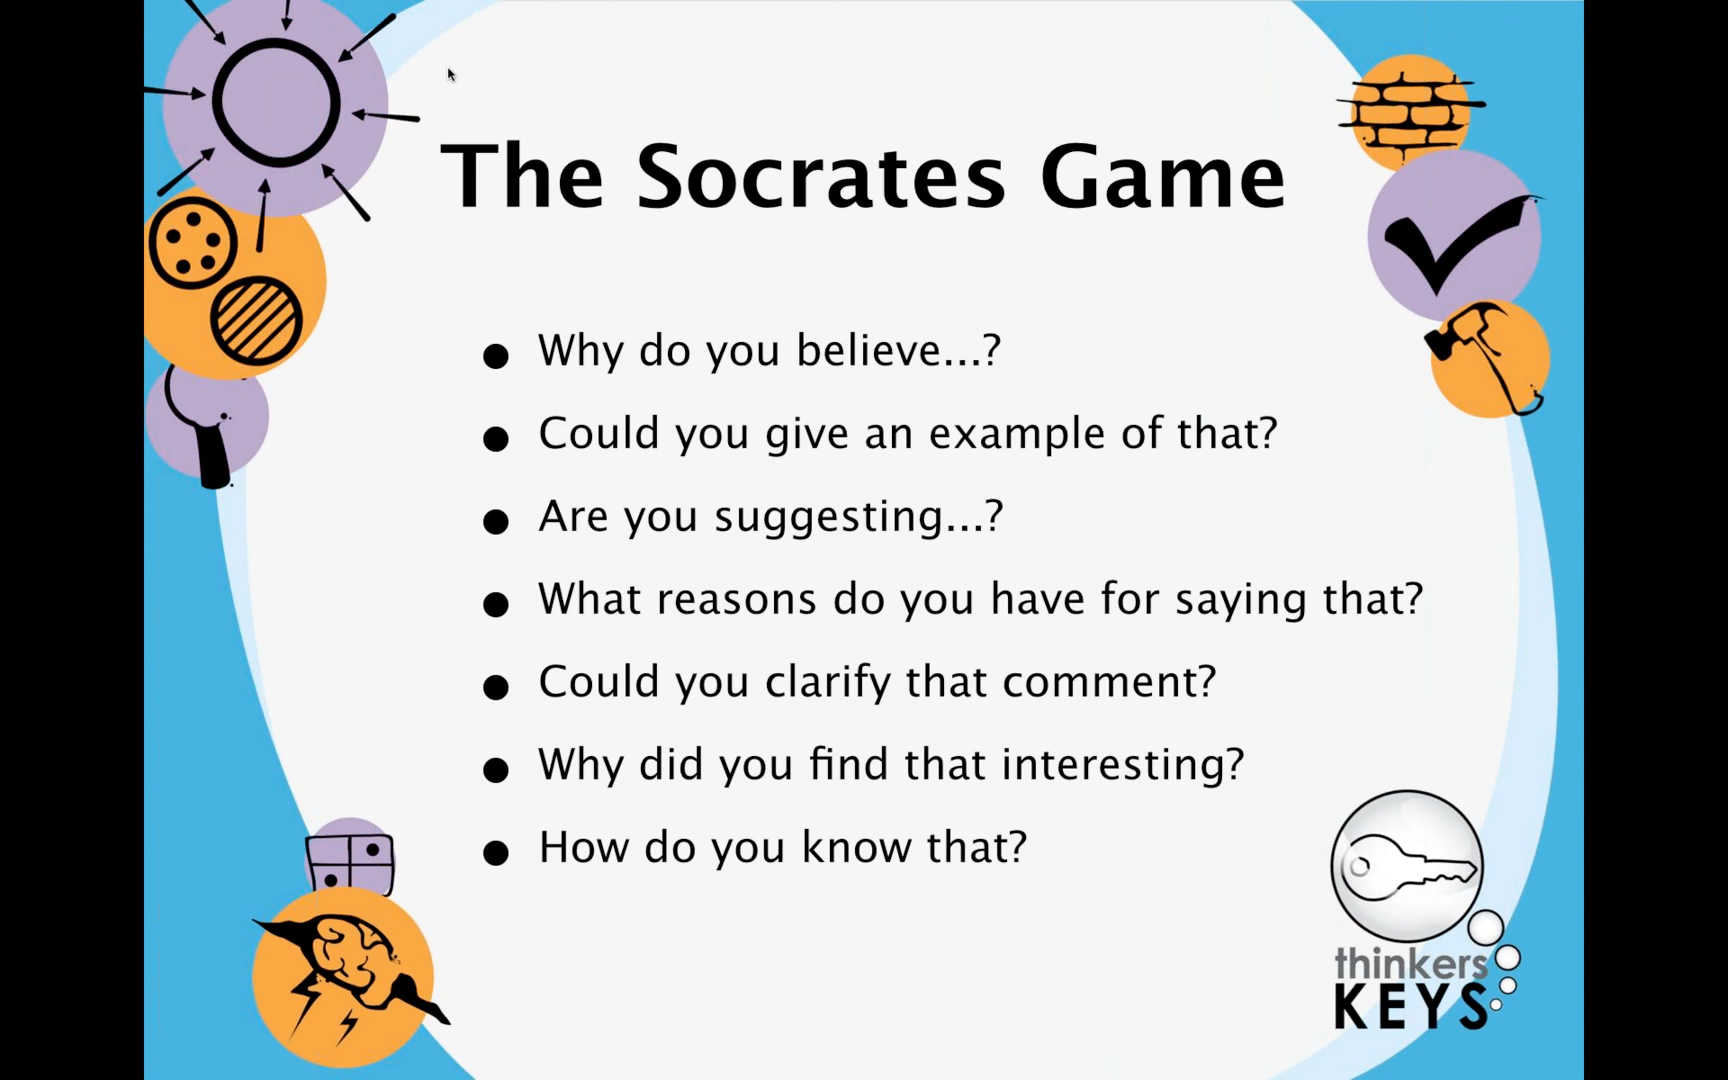 The Socrates Game
● Why do you believe...?
● Could you give an example of that?
● Are you suggesting...?
● What reasons do you have for saying that?
● Could you clarify that comment?
● Why did you find that interesting?
● How do you know that?
thinkers
KEYS